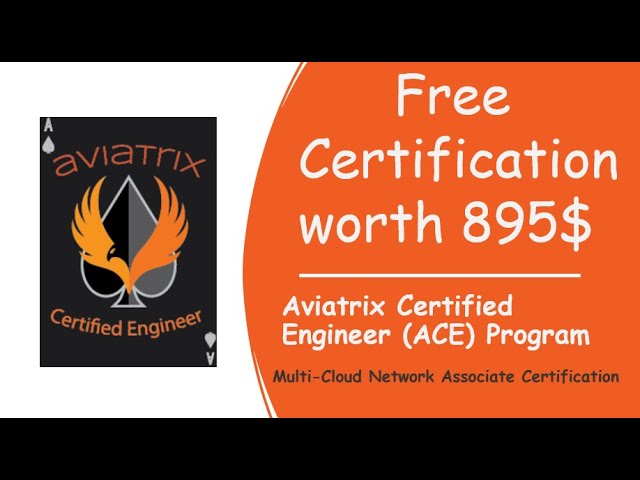 A
aviatrix
Certified Engineer
A
Free
Certification
worth 895$
Aviatrix Certified
Engineer (ACE) Program
Multi-Cloud Network Associate Certification